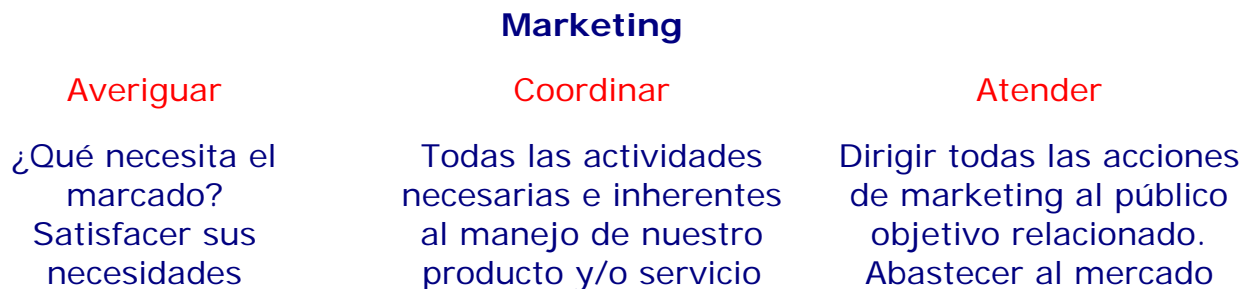 Marketing
Averiguar
¿Qué necesita el
marcado?
Satisfacer sus
necesidades
Coordinar
Todas las actividades
necesarias e inherentes
al manejo de nuestro
producto y/o servicio
Atender
Dirigir todas las acciones
de marketing al público
objetivo relacionado.
Abastecer al mercado